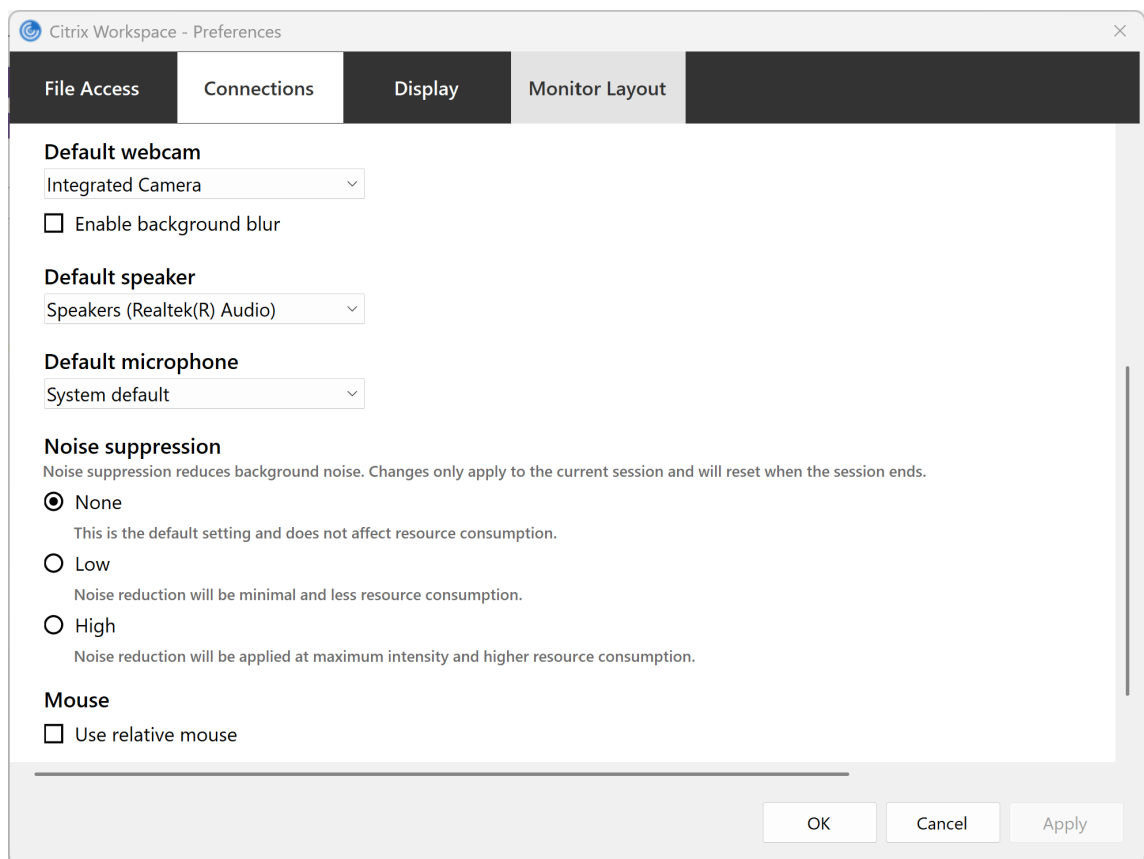 Citrix Workspace - Preferences
File Access
Connections
Display
Monitor Layout
Default webcam
Integrated Camera
Enable background blur
Default speaker
Speakers (Realtek(R) Audio)
Default microphone
System default
Noise suppression
Noise suppression reduces background noise. Changes only apply to the current session and will reset when the session ends.
None
This is the default setting and does not affect resource consumption.
Low
Noise reduction will be minimal and less resource consumption.
High
Noise reduction will be applied at maximum intensity and higher resource consumption.
Mouse
Use relative mouse
OK
Cancel
Apply